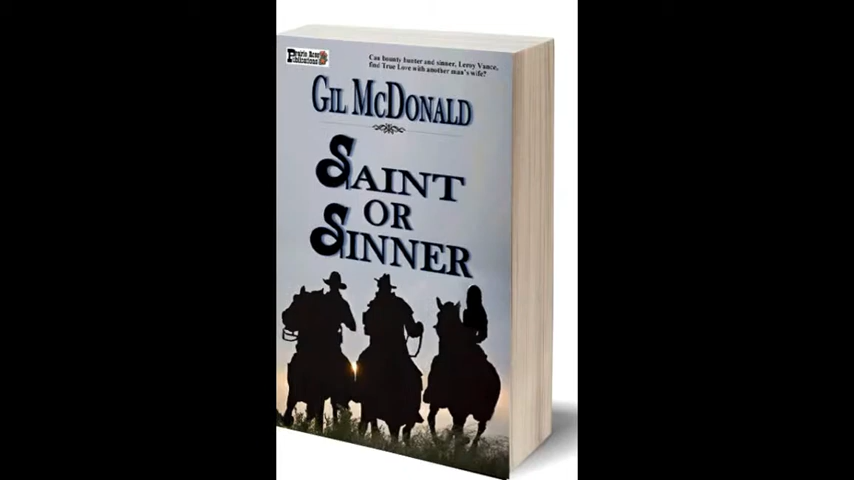 Prairie Rose
Publications
Can bounty hunter and sinner, Leroy Vance,
find True Love with another man's wife?
GIL MCDONALD
SAINT
OR
SINNER